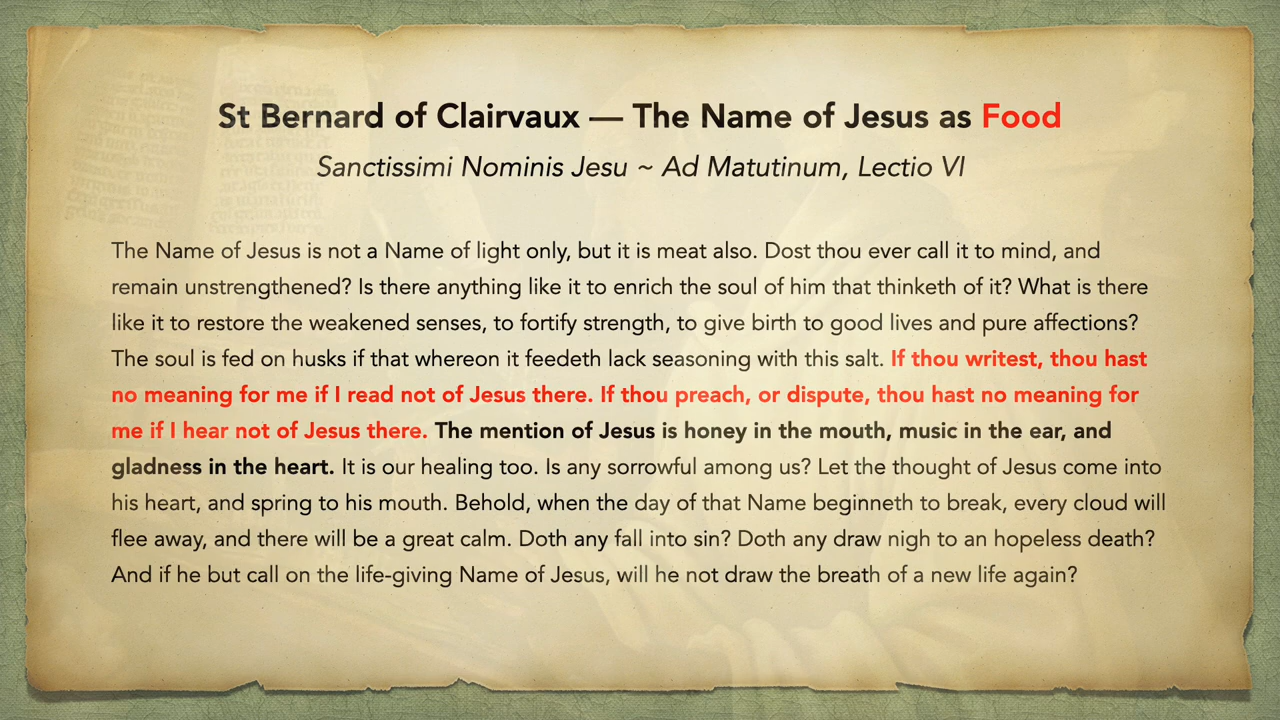 St Bernard of Clairvaux — The Name of Jesus as Food
Sanctissimi Nominis Jesu ~ Ad Matutinum, Lectio VI
The Name of Jesus is not a Name of light only, but it is meat also. Dost thou ever call it to mind, and
remain unstrengthened? Is there anything like it to enrich the soul of him that thinketh of it? What is there
like it to restore the weakened senses, to fortify strength, to give birth to good lives and pure affections?
The soul is fed on husks if that whereon it feedeth lack seasoning with this salt. If thou writest, thou hast
no meaning for me if I read not of Jesus there. If thou preach, or dispute, thou hast no meaning for
me if I hear not of Jesus there. The mention of Jesus is honey in the mouth, music in the ear, and
gladness in the heart. It is our healing too. Is any sorrowful among us? Let the thought of Jesus come into
his heart, and spring to his mouth. Behold, when the day of that Name beginneth to break, every cloud will
flee away, and there will be a great calm. Doth any fall into sin? Doth any draw nigh to an hopeless death?
And if he but call on the life-giving Name of Jesus, will he not draw the breath of a new life again?